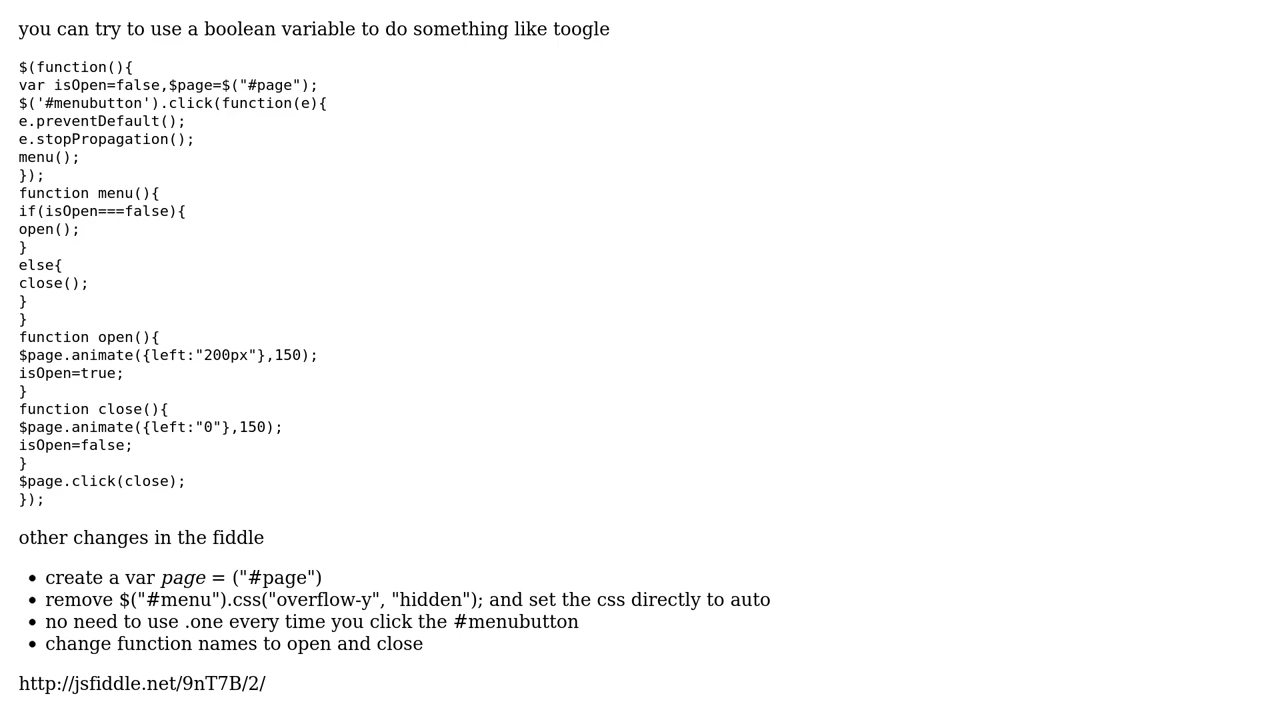 you can try to use a boolean variable to do something like toogle
$(function(){
var isOpen=false,$page=$("#page");
$('#menubutton').click(function(e){
e.preventDefault();
e.stopPropagation();
menu();
});
function menu(){
if(isOpen===false){
open();
}
else{
close();
}
}
function open(){
$page.animate({left:"200px"},150);
isOpen=true;
}
function close(){
$page.animate({left:"0"},150);
isOpen=false;
}
$page.click(close);
});
other changes in the fiddle
• create a var page = ("#page")
• remove $("#menu").css("overflow-y", "hidden"); and set the css directly to auto
• no need to use .one every time you click the #menubutton
• change function names to open and close
http://jsfiddle.net/9nT7B/2/